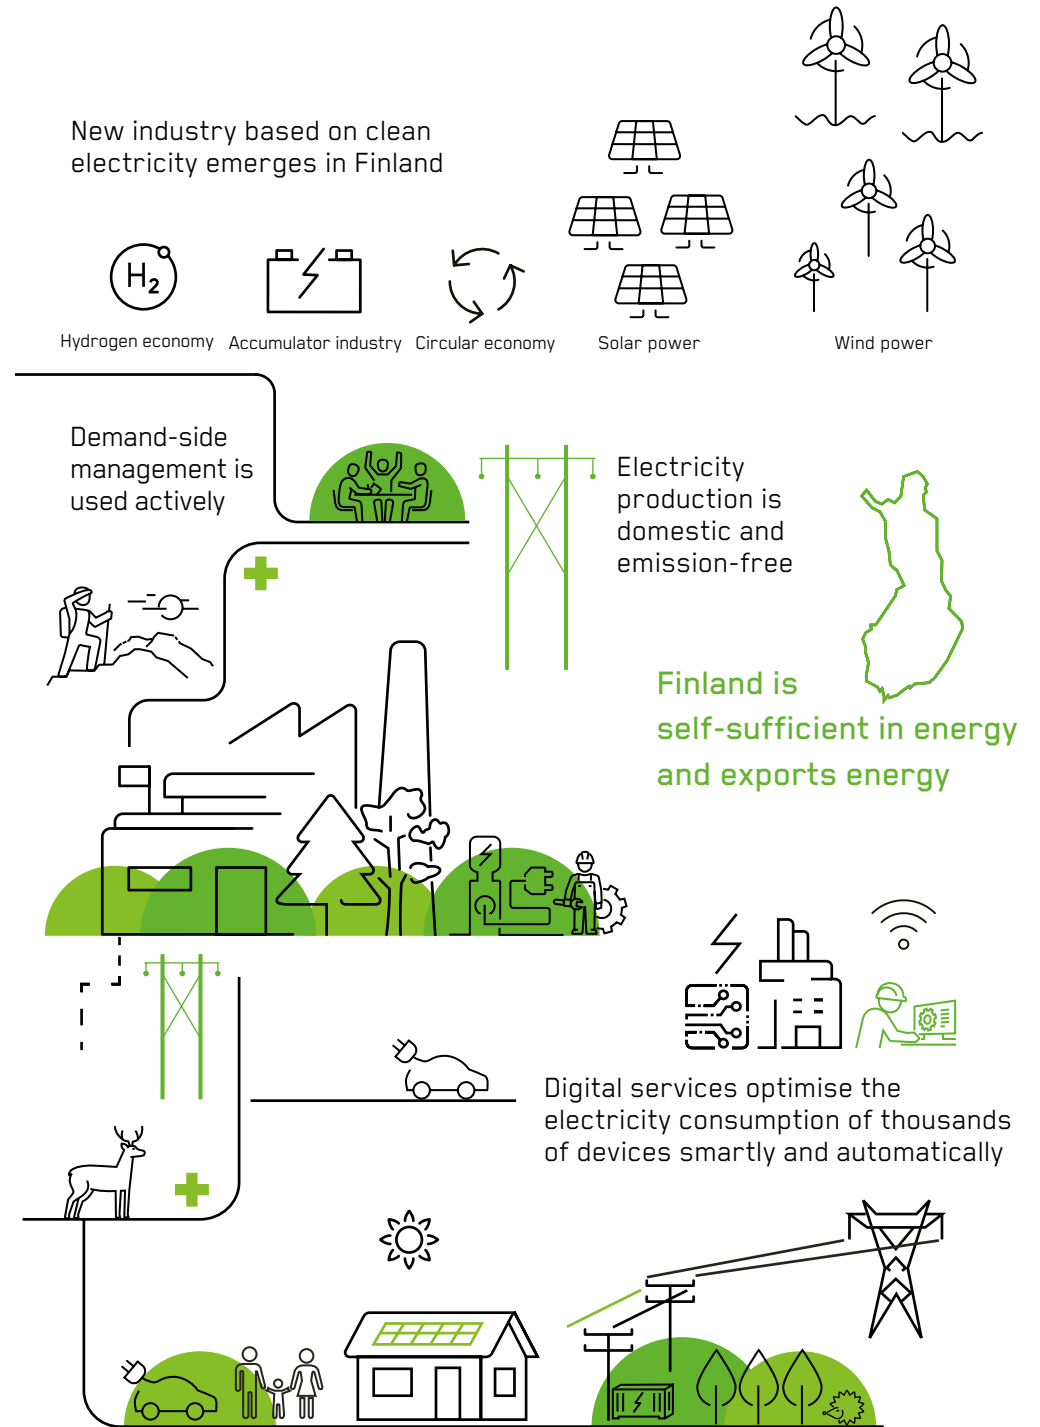 New industry based on clean
electricity emerges in Finland
H2
Hydrogen economy
Accumulator industry
Circular economy
Solar power
Wind power
Demand-side
management is
used actively
Electricity
production is
domestic and
emission-free
Finland is
self-sufficient in energy
and exports energy
Digital services optimise the
electricity consumption of thousands
of devices smartly and automatically